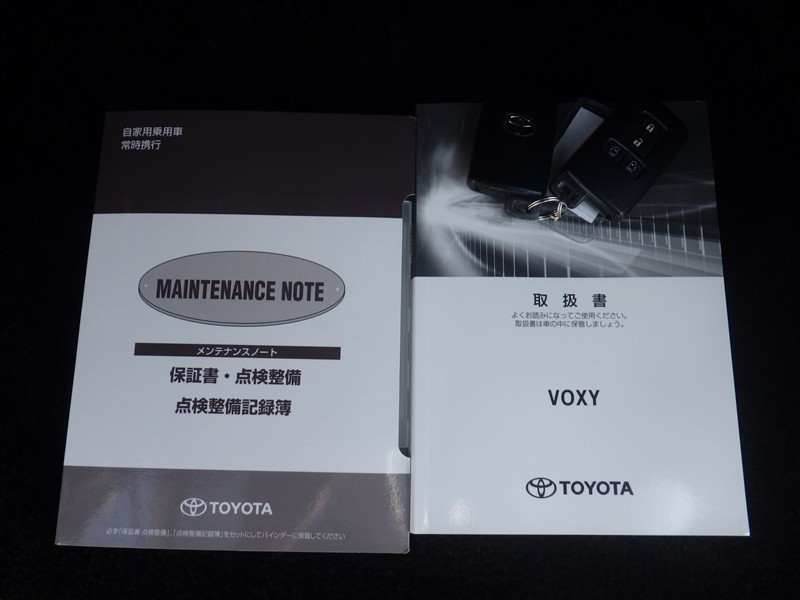 自家用乗用車
常時携行
MAINTENANCE NOTE
メンテナンスノート
保証書・点検整備
点検整備記録簿
TOYOTA
必ず「保証書・点検整備」、「点検整備記録簿」をセットにしてバインダーに保管してください
取扱書
よくお読みになってご使用ください。
取扱書は車の中に保管しましょう。
VOXY
TOYOTA